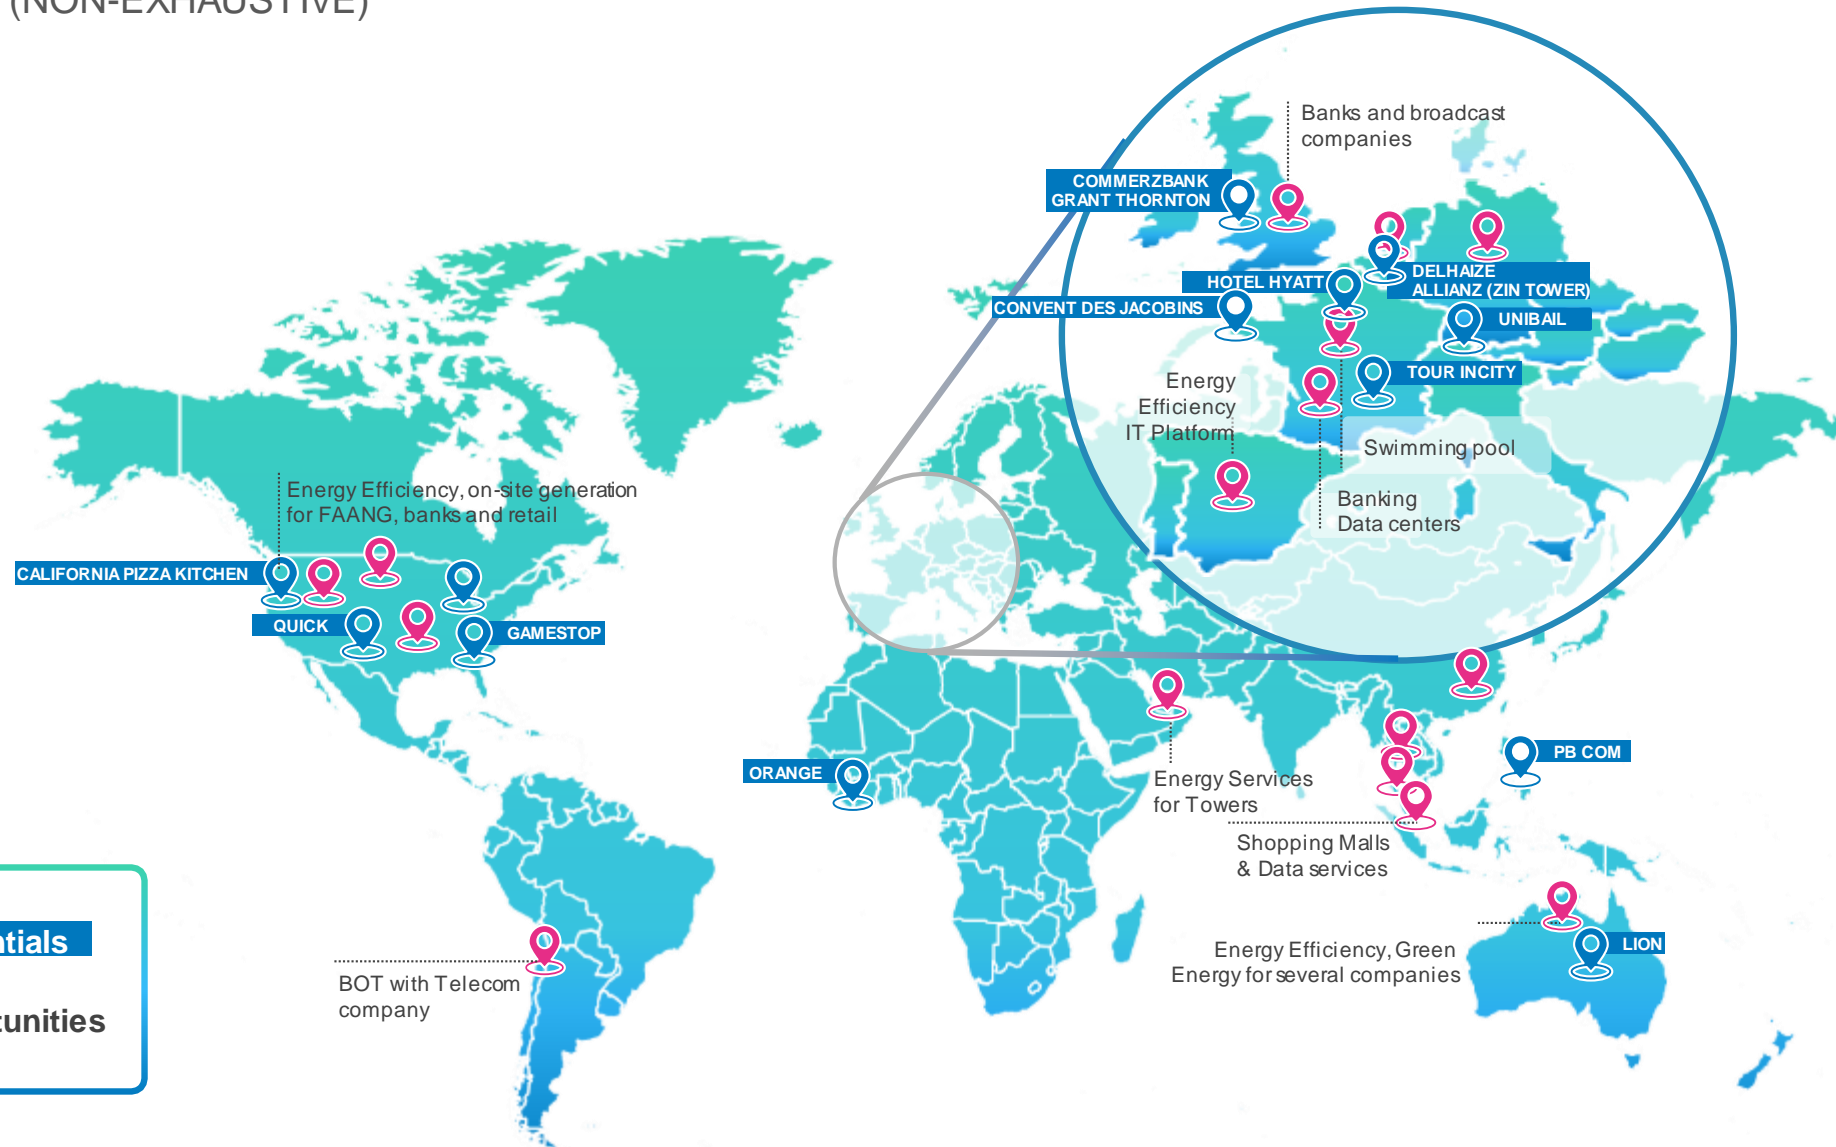 (NON-EXHAUSTIVE)
Banks and broadcast
companies
COMMERZBANK
GRANT THORNTON
DELHAIZE
ALLIANZ (ZIN TOWER)
HOTEL HYATT
CONVENT DES JACOBINS
UNIBAIL
TOUR INCITY
Energy
Efficiency
IT Platform
Swimming pool
Banking
Data centers
Energy Efficiency, on-site generation
for FAANG, banks and retail
CALIFORNIA PIZZA KITCHEN
QUICK
GAMESTOP
ORANGE
PB COM
Energy Services
for Towers
Shopping Malls
& Data services
Energy Efficiency, Green
Energy for several companies
LION
BOT with Telecom
company
ntials
tunities